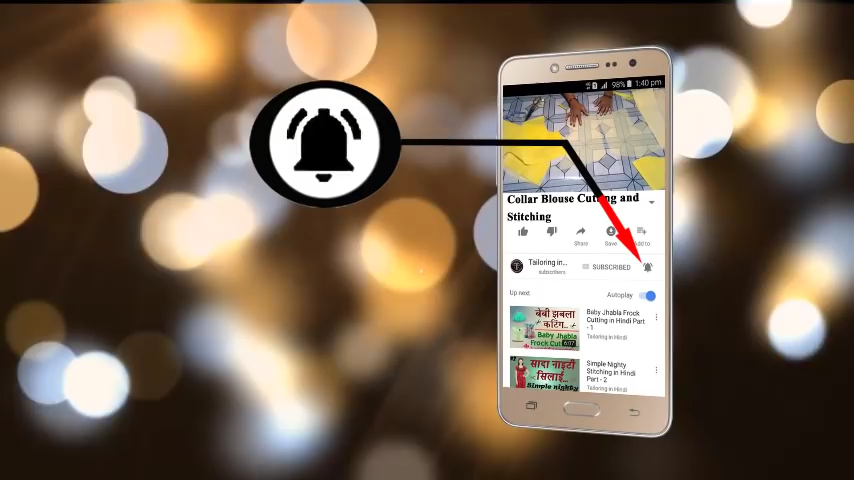 98% 1:40 pm
Collar Blouse Cutting and
Stitching
Share
Save
Add to
Tailoring in...
subscribers
SUBSCRIBED
Up next
Autoplay
बेबी झबला
कटिंग..
Baby Jhabla
Frock Cut
6:07
Baby Jhabla Frock
Cutting in Hindi Part
- 1
Tailoring in Hindi
सादा नाइटी
सिलाई...
Simple nighty
Simple Nighty
Stitching in Hindi
Part - 2
Tailoring in Hindi